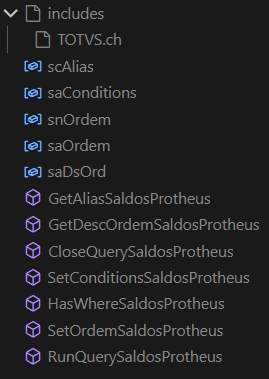 includes
TOTVS.ch
scAlias
saConditions
snOrdem
saOrdem
saDsOrd
GetAliasSaldosProtheus
GetDescOrdemSaldosProtheus
CloseQuerySaldosProtheus
SetConditionsSaldosProtheus
HasWhereSaldosProtheus
SetOrdemSaldosProtheus
RunQuerySaldosProtheus